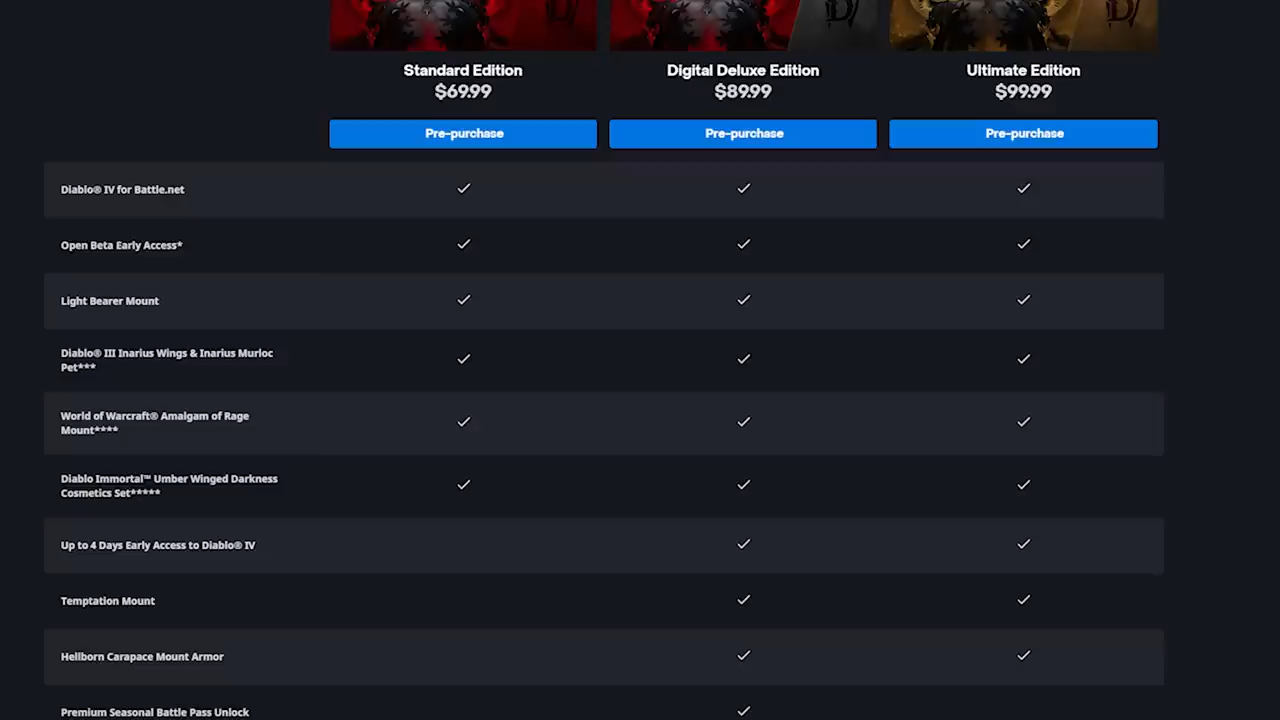 Standard Edition
$69.99
Digital Deluxe Edition
$89.99
Ultimate Edition
$99.99
Pre-purchase
Pre-purchase
Pre-purchase
Diablo® IV for Battle.net
Open Beta Early Access*
Light Bearer Mount
Diablo® III Inarius Wings & Inarius Murloc
Pet***
World of Warcraft® Amalgam of Rage
Mount****
Diablo Immortal™ Umber Winged Darkness
Cosmetics Set*****
Up to 4 Days Early Access to Diablo® IV
Temptation Mount
Hellborn Carapace Mount Armor
Premium Seasonal Battle Pass Unlock